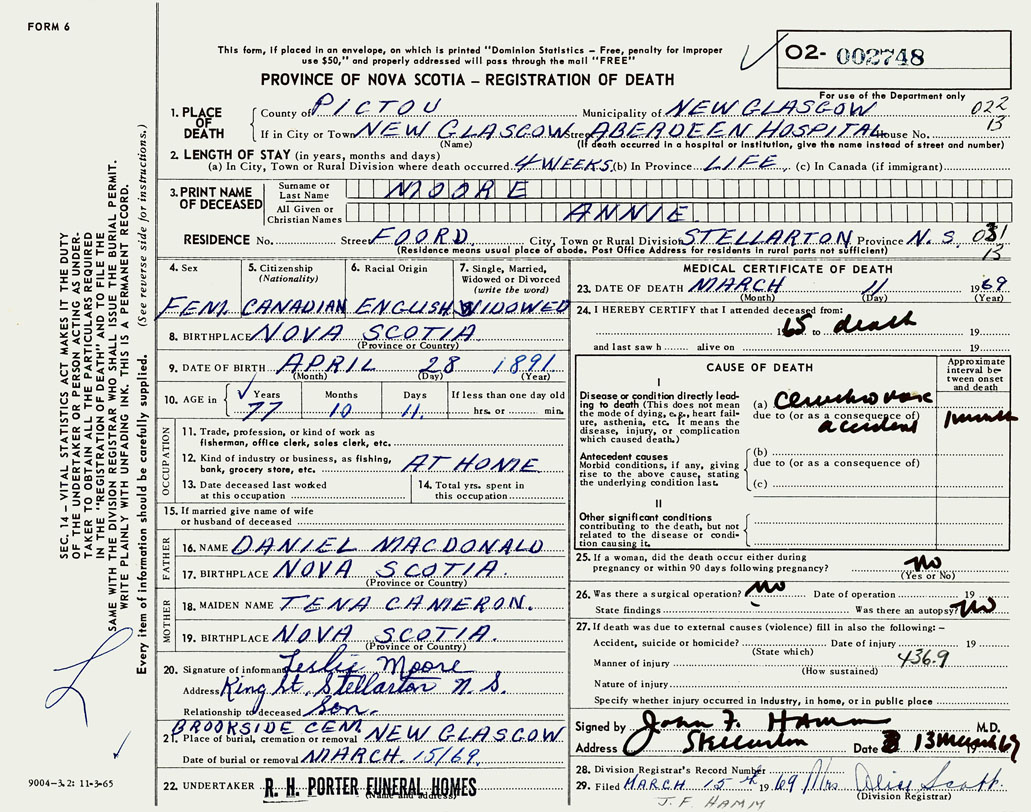 FORM 6
This form, if placed in an envelope, on which is printed "Dominion Statistics – Free, penalty for improper
use $50," and properly addressed will pass through the mail "FREE"
PROVINCE OF NOVA SCOTIA – REGISTRATION OF DEATH
O2- 002748
For use of the Department only
1. PLACE OF DEATH
County of PICTOU Municipality of NEW GLASGOW 022
If in City or Town NEW GLASGOW Street ABERDEEN HOSPITAL House No. 13
(Name) (If death occurred in a hospital or institution, give the name instead of street and number)
2. LENGTH OF STAY (in years, months and days)
(a) In City, Town or Rural Division where death occurred 4 WEEKS. (b) In Province LIFE (c) In Canada (if immigrant)
3. PRINT NAME OF DECEASED
Surname or Last Name MOORE
All Given or Christian Names ANNIE
RESIDENCE No. Street FOORD. City, Town or Rural Division STELLARTON Province N.S. 031
(Residence means usual place of abode. Post Office Address for residents in rural parts not sufficient) 13
4. Sex FEM.
5. Citizenship (Nationality) CANADIAN
6. Racial Origin ENGLISH
7. Single, Married, Widowed or Divorced (write the word) WIDOWED
8. BIRTHPLACE NOVA SCOTIA
(Province or Country)
9. DATE OF BIRTH APRIL 28 1891
(Month) (Day) (Year)
10. AGE in Years Months Days If less than one day old
77 10 11. hrs. or min.
OCCUPATION
11. Trade, profession, or kind of work as
fisherman, office clerk, sales clerk, etc.
12. Kind of industry or business, as fishing,
bank, grocery store, etc. AT HOME
13. Date deceased last worked
at this occupation
14. Total yrs. spent in
this occupation
15. If married give name of wife
or husband of deceased
FATHER
16. NAME DANIEL MACDONALD
17. BIRTHPLACE NOVA SCOTIA.
(Province or Country)
MOTHER
18. MAIDEN NAME TENA CAMERON.
19. BIRTHPLACE NOVA SCOTIA.
(Province or Country)
20. Signature of informant Leslie Moore
Address King St. Stellarton N.S.
Relationship to deceased Son.
BROOKSIDE CEM.
21. Place of burial, cremation or removal NEW GLASGOW
Date of burial or removal MARCH 15/69.
22. UNDERTAKER R. H. PORTER FUNERAL HOMES
(Name and address)
MEDICAL CERTIFICATE OF DEATH
23. DATE OF DEATH MARCH 11 1969
(Month) (Day) (Year)
24. I HEREBY CERTIFY that I attended deceased from:
1965 to death 19
and last saw h alive on 19
CAUSE OF DEATH
Approximate interval between onset and death
I
Disease or condition directly leading
to death (This does not mean
the mode of dying, e.g., heart failure,
asthenia, etc. It means the
disease, injury, or complication
which caused death.)
(a)
due to (or as a consequence of)
accident
Antecedent causes
Morbid conditions, if any, giving
rise to the above cause, stating
the underlying condition last.
(b)
due to (or as a consequence of)
(c)
II
Other significant conditions
contributing to the death, but not
related to the disease or condition
causing it.
25. If a woman, did the death occur either during
pregnancy or within 90 days following pregnancy? no
(Yes or No)
26. Was there a surgical operation? no Date of operation 19
State findings Was there an autopsy? no
27. If death was due to external causes (violence) fill in also the following: –
Accident, suicide or homicide? Date of injury 19
(State which)
Manner of injury 436.9
(How sustained)
Nature of injury
Specify whether injury occurred in Industry, in home, or in public place
Signed by John F. Hamm M.D.
Address Stellarton Date 13 March 69
28. Division Registrar's Record Number
29. Filed MARCH 15th 1969 Mrs Alice Scott.
(Division Registrar)
J.F. HAMM
SEC. 14 – VITAL STATISTICS ACT MAKES IT THE DUTY
OF THE UNDERTAKER OR PERSON ACTING AS UNDER-
TAKER TO OBTAIN ALL THE PARTICULARS REQUIRED
IN THE "REGISTRATION OF DEATH" AND TO FILE THE
SAME WITH THE DIVISION REGISTRAR WHO SHALL ISSUE THE BURIAL PERMIT.
WRITE PLAINLY WITH UNFADING INK. THIS IS A PERMANENT RECORD.
Every item of information should be carefully supplied. (See reverse side for instructions.)
9004–3.2: 11-3-65